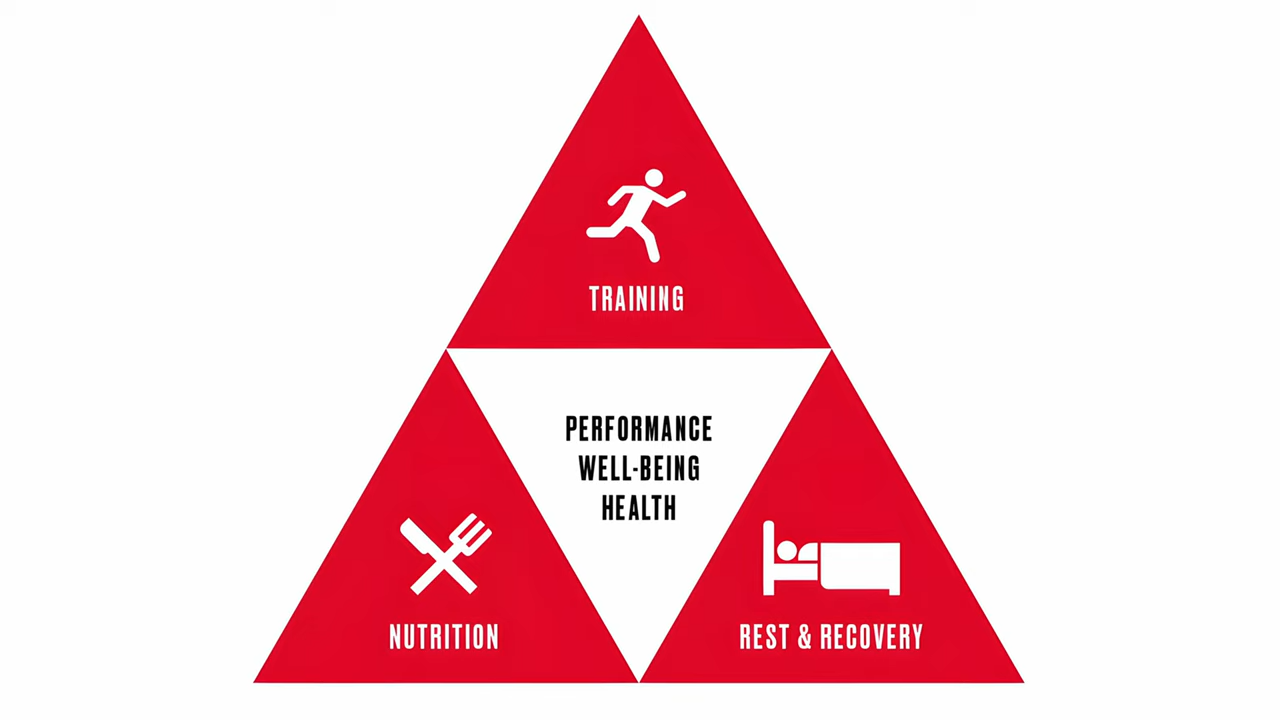 TRAINING
PERFORMANCE
WELL-BEING
HEALTH
NUTRITION
REST & RECOVERY